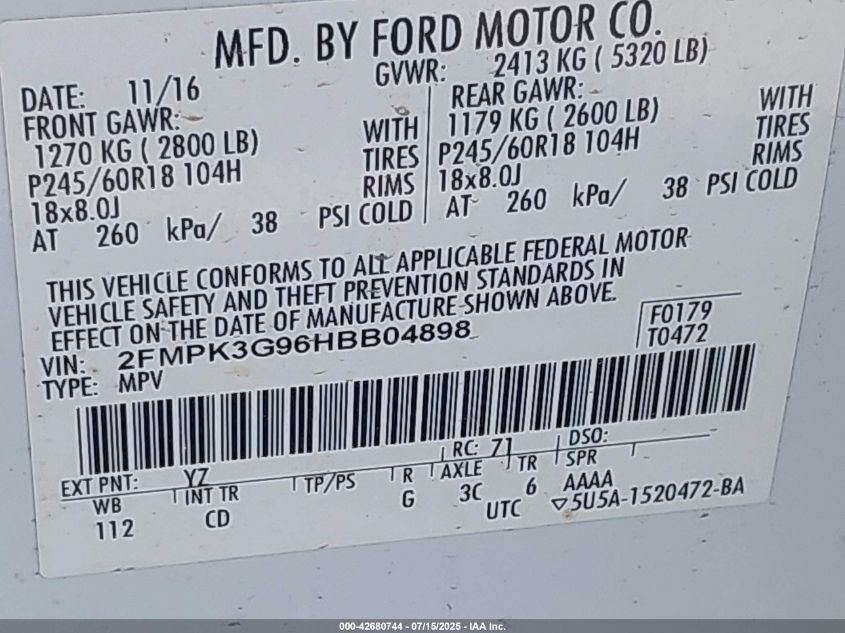 MFD. BY FORD MOTOR CO.
DATE: 11/16 GVWR: 2413 KG ( 5320 LB)
FRONT GAWR: REAR GAWR:
1270 KG ( 2800 LB) WITH 1179 KG ( 2600 LB) WITH
P245/60R18 104H TIRES P245/60R18 104H TIRES
18x8.0J RIMS 18x8.0J RIMS
AT 260 kPa/ 38 PSI COLD AT 260 kPa/ 38 PSI COLD
THIS VEHICLE CONFORMS TO ALL APPLICABLE FEDERAL MOTOR
VEHICLE SAFETY AND THEFT PREVENTION STANDARDS IN
EFFECT ON THE DATE OF MANUFACTURE SHOWN ABOVE.
VIN: 2FMPK3G96HBB04898 F0179
TYPE: MPV T0472
EXT PNT: YZ RC: 71 DSO:
WB INT TR TP/PS R AXLE TR SPR
112 CD G 3C 6 AAAA
UTC ▽5U5A-1520472-BA
000-42680744 - 07/15/2025 - IAA Inc.